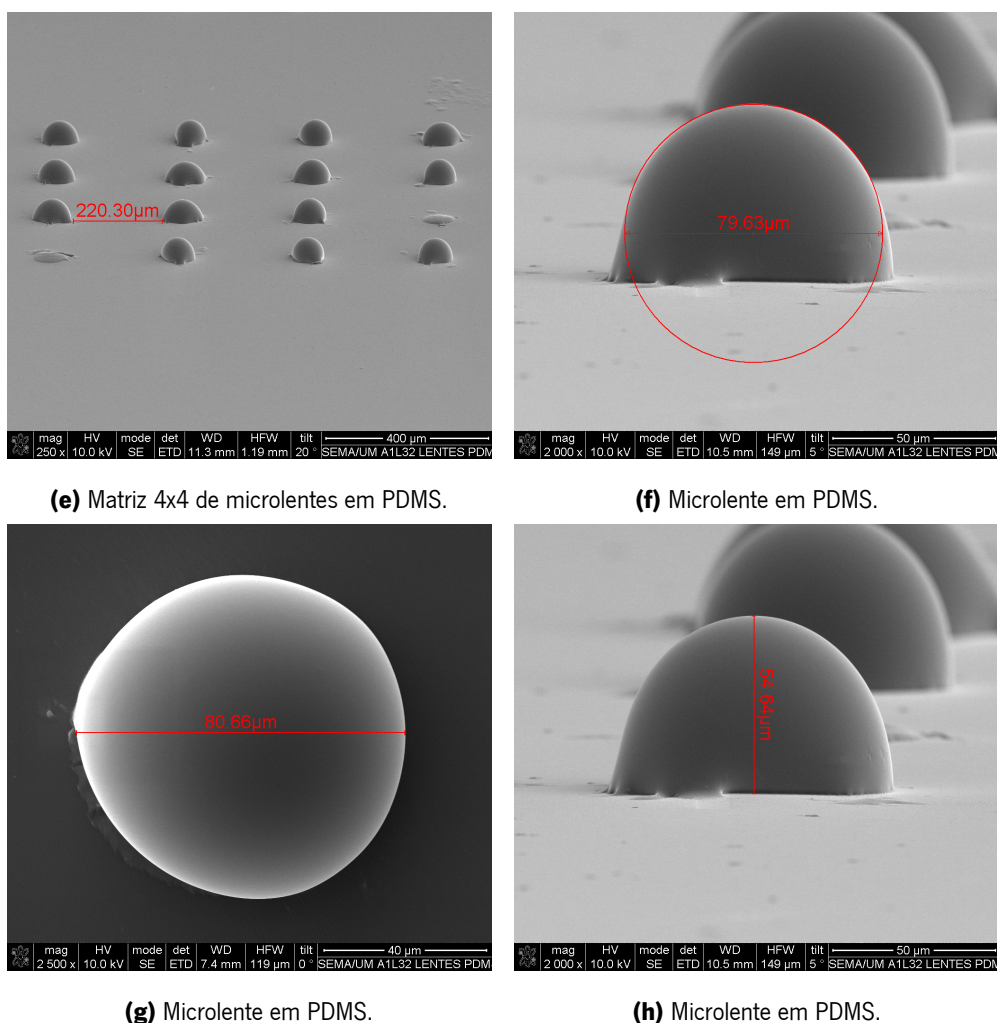 220.30µm
mag HV mode det WD HFW tilt 400 µm
250 x 10.0 kV SE ETD 11.3 mm 1.19 mm 20 ° SEMA/UM A1L32 LENTES PDM
79.63µm
mag HV mode det WD HFW tilt 50 µm
2 000 x 10.0 kV SE ETD 10.5 mm 149 µm 5 ° SEMA/UM A1L32 LENTES PDM
(e) Matriz 4x4 de microlentes em PDMS.
(f) Microlente em PDMS.
80.66µm
mag HV mode det WD HFW tilt 40 µm
2 500 x 10.0 kV SE ETD 7.4 mm 119 µm 0 ° SEMA/UM A1L32 LENTES PDM
54.64µm
mag HV mode det WD HFW tilt 50 µm
2 000 x 10.0 kV SE ETD 10.5 mm 149 µm 5 ° SEMA/UM A1L32 LENTES PDM
(g) Microlente em PDMS.
(h) Microlente em PDMS.